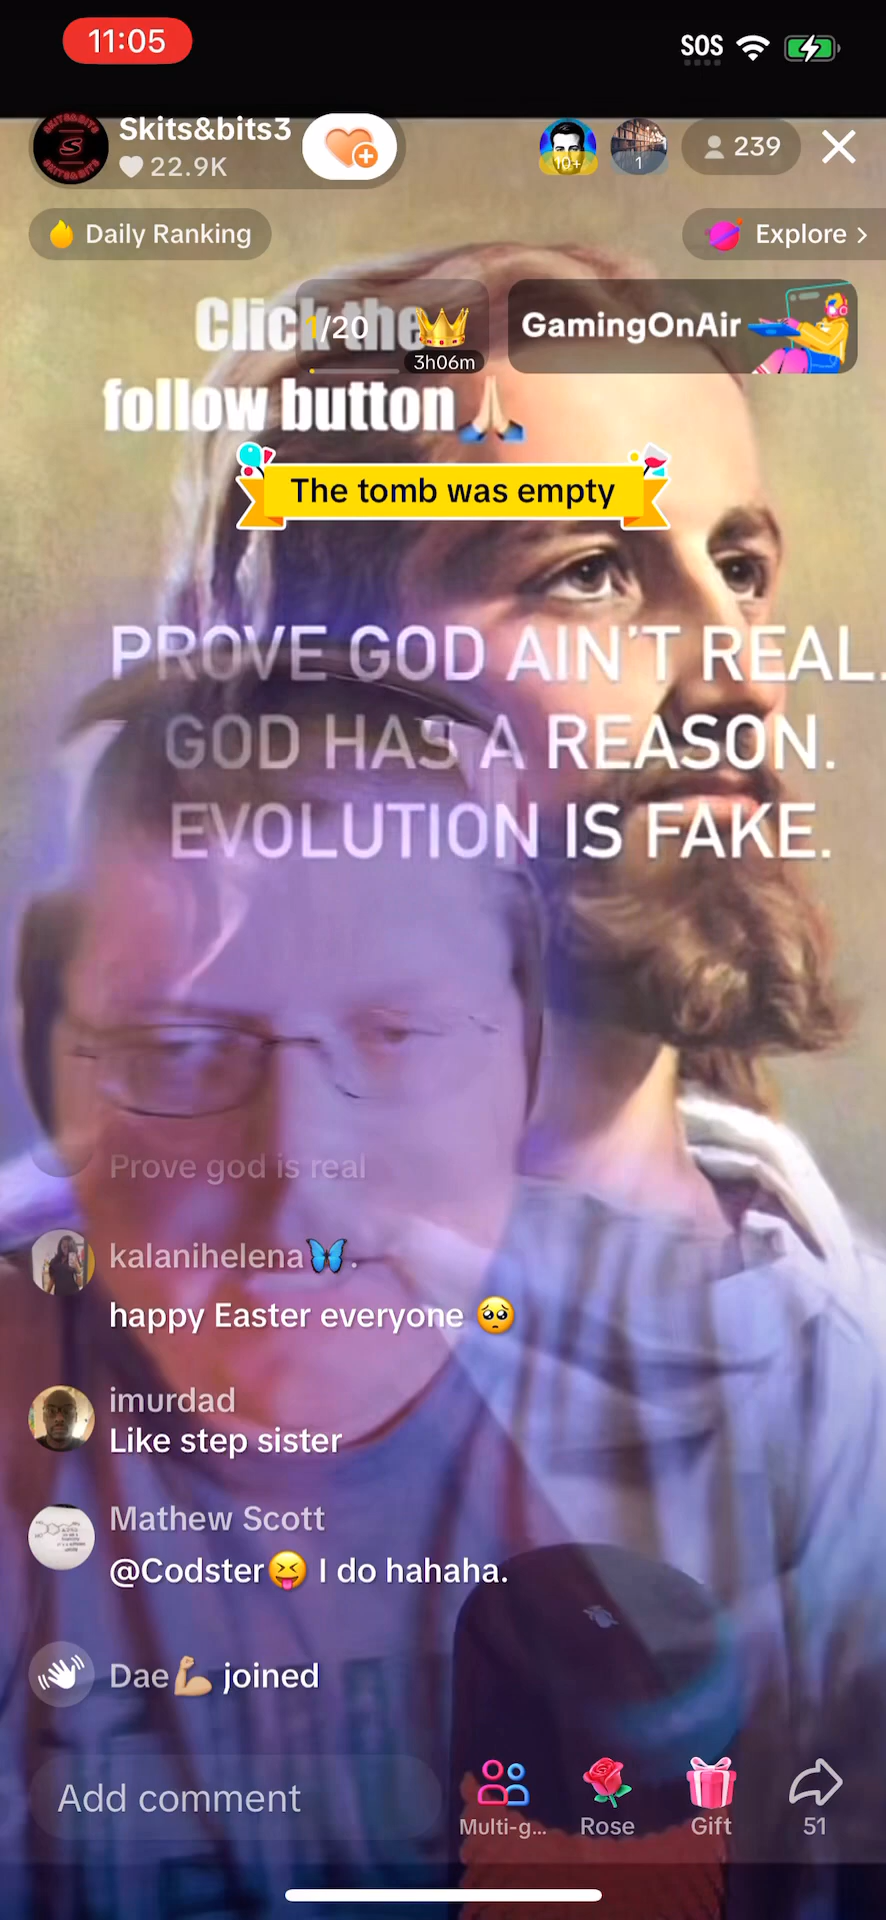 11:05
SOS
Skits&bits3
22.9K
10+
1
239
Daily Ranking
Explore >
Click the
1/20
3h06m
GamingOnAir
follow button🙏🏻
The tomb was empty
PROVE GOD AIN'T REAL.
GOD HAS A REASON.
EVOLUTION IS FAKE.
Prove god is real
kalanihelena🦋.
happy Easter everyone 🥺
imurdad
Like step sister
Mathew Scott
@Codster😝 I do hahaha.
Dae💪🏼 joined
Add comment
Multi-g...
Rose
Gift
51